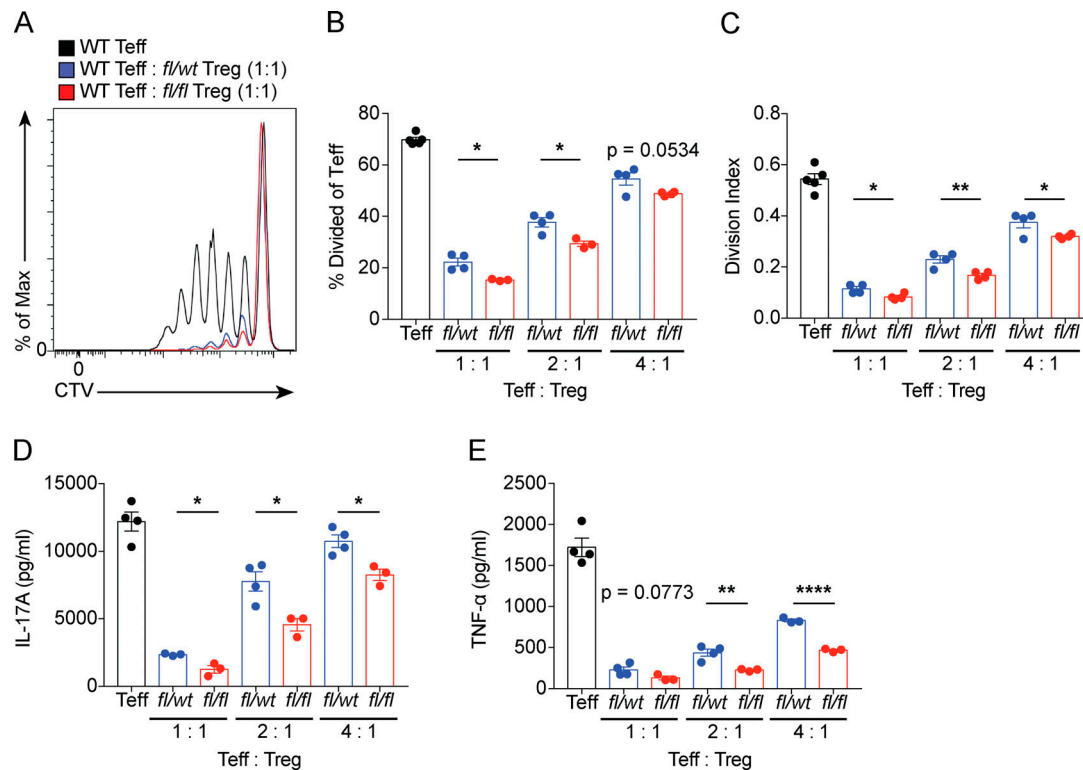 A
WT Teff
WT Teff : fl/wt Treg (1:1)
WT Teff : fl/fl Treg (1:1)
% of Max
0
0
CTV
B
% Divided of Teff
80
60
40
20
0
* * p = 0.0534
Teff fl/wt fl/fl fl/wt fl/fl fl/wt fl/fl
1 : 1 2 : 1 4 : 1
Teff : Treg
C
Division Index
0.8
0.6
0.4
0.2
0.0
* ** *
Teff fl/wt fl/fl fl/wt fl/fl fl/wt fl/fl
1 : 1 2 : 1 4 : 1
Teff : Treg
D
IL-17A (pg/ml)
15000
10000
5000
0
* * *
Teff fl/wt fl/fl fl/wt fl/fl fl/wt fl/fl
1 : 1 2 : 1 4 : 1
Teff : Treg
E
TNF-α (pg/ml)
2500
2000
1500
1000
500
0
p = 0.0773 ** ****
Teff fl/wt fl/fl fl/wt fl/fl fl/wt fl/fl
1 : 1 2 : 1 4 : 1
Teff : Treg